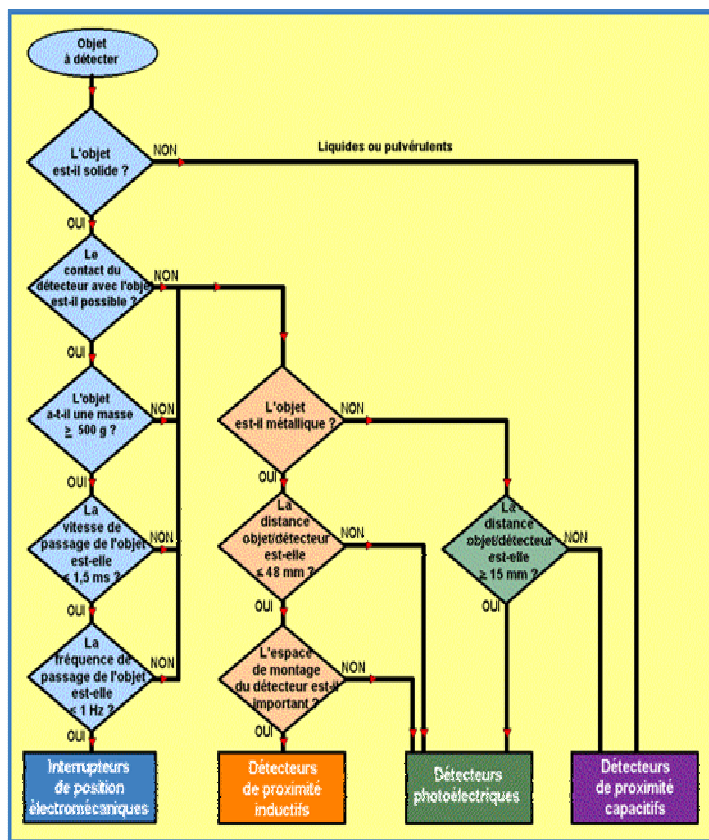 Objet
à détecter
L'objet
est-il solide ?
NON
Liquides ou pulvérulents
OUI
Le
contact du
détecteur avec l'objet
est-il possible ?
NON
OUI
L'objet
a-t-il une masse
≥ 500 g ?
NON
L'objet
est-il métallique ?
NON
OUI
OUI
La
vitesse de
passage de l'objet
est-elle
≤ 1,5 ms ?
NON
La
distance
objet/détecteur
est-elle
≤ 48 mm ?
NON
La
distance
objet/détecteur
est-elle
≥ 15 mm ?
NON
OUI
OUI
OUI
La
fréquence de
passage de l'objet
est-elle
≤ 1 Hz ?
NON
L'espace
de montage
du détecteur est-il
important ?
NON
OUI
OUI
Interrupteurs
de position
électromécaniques
Détecteurs
de proximité
inductifs
Détecteurs
photoélectriques
Détecteurs
de proximité
capacitifs